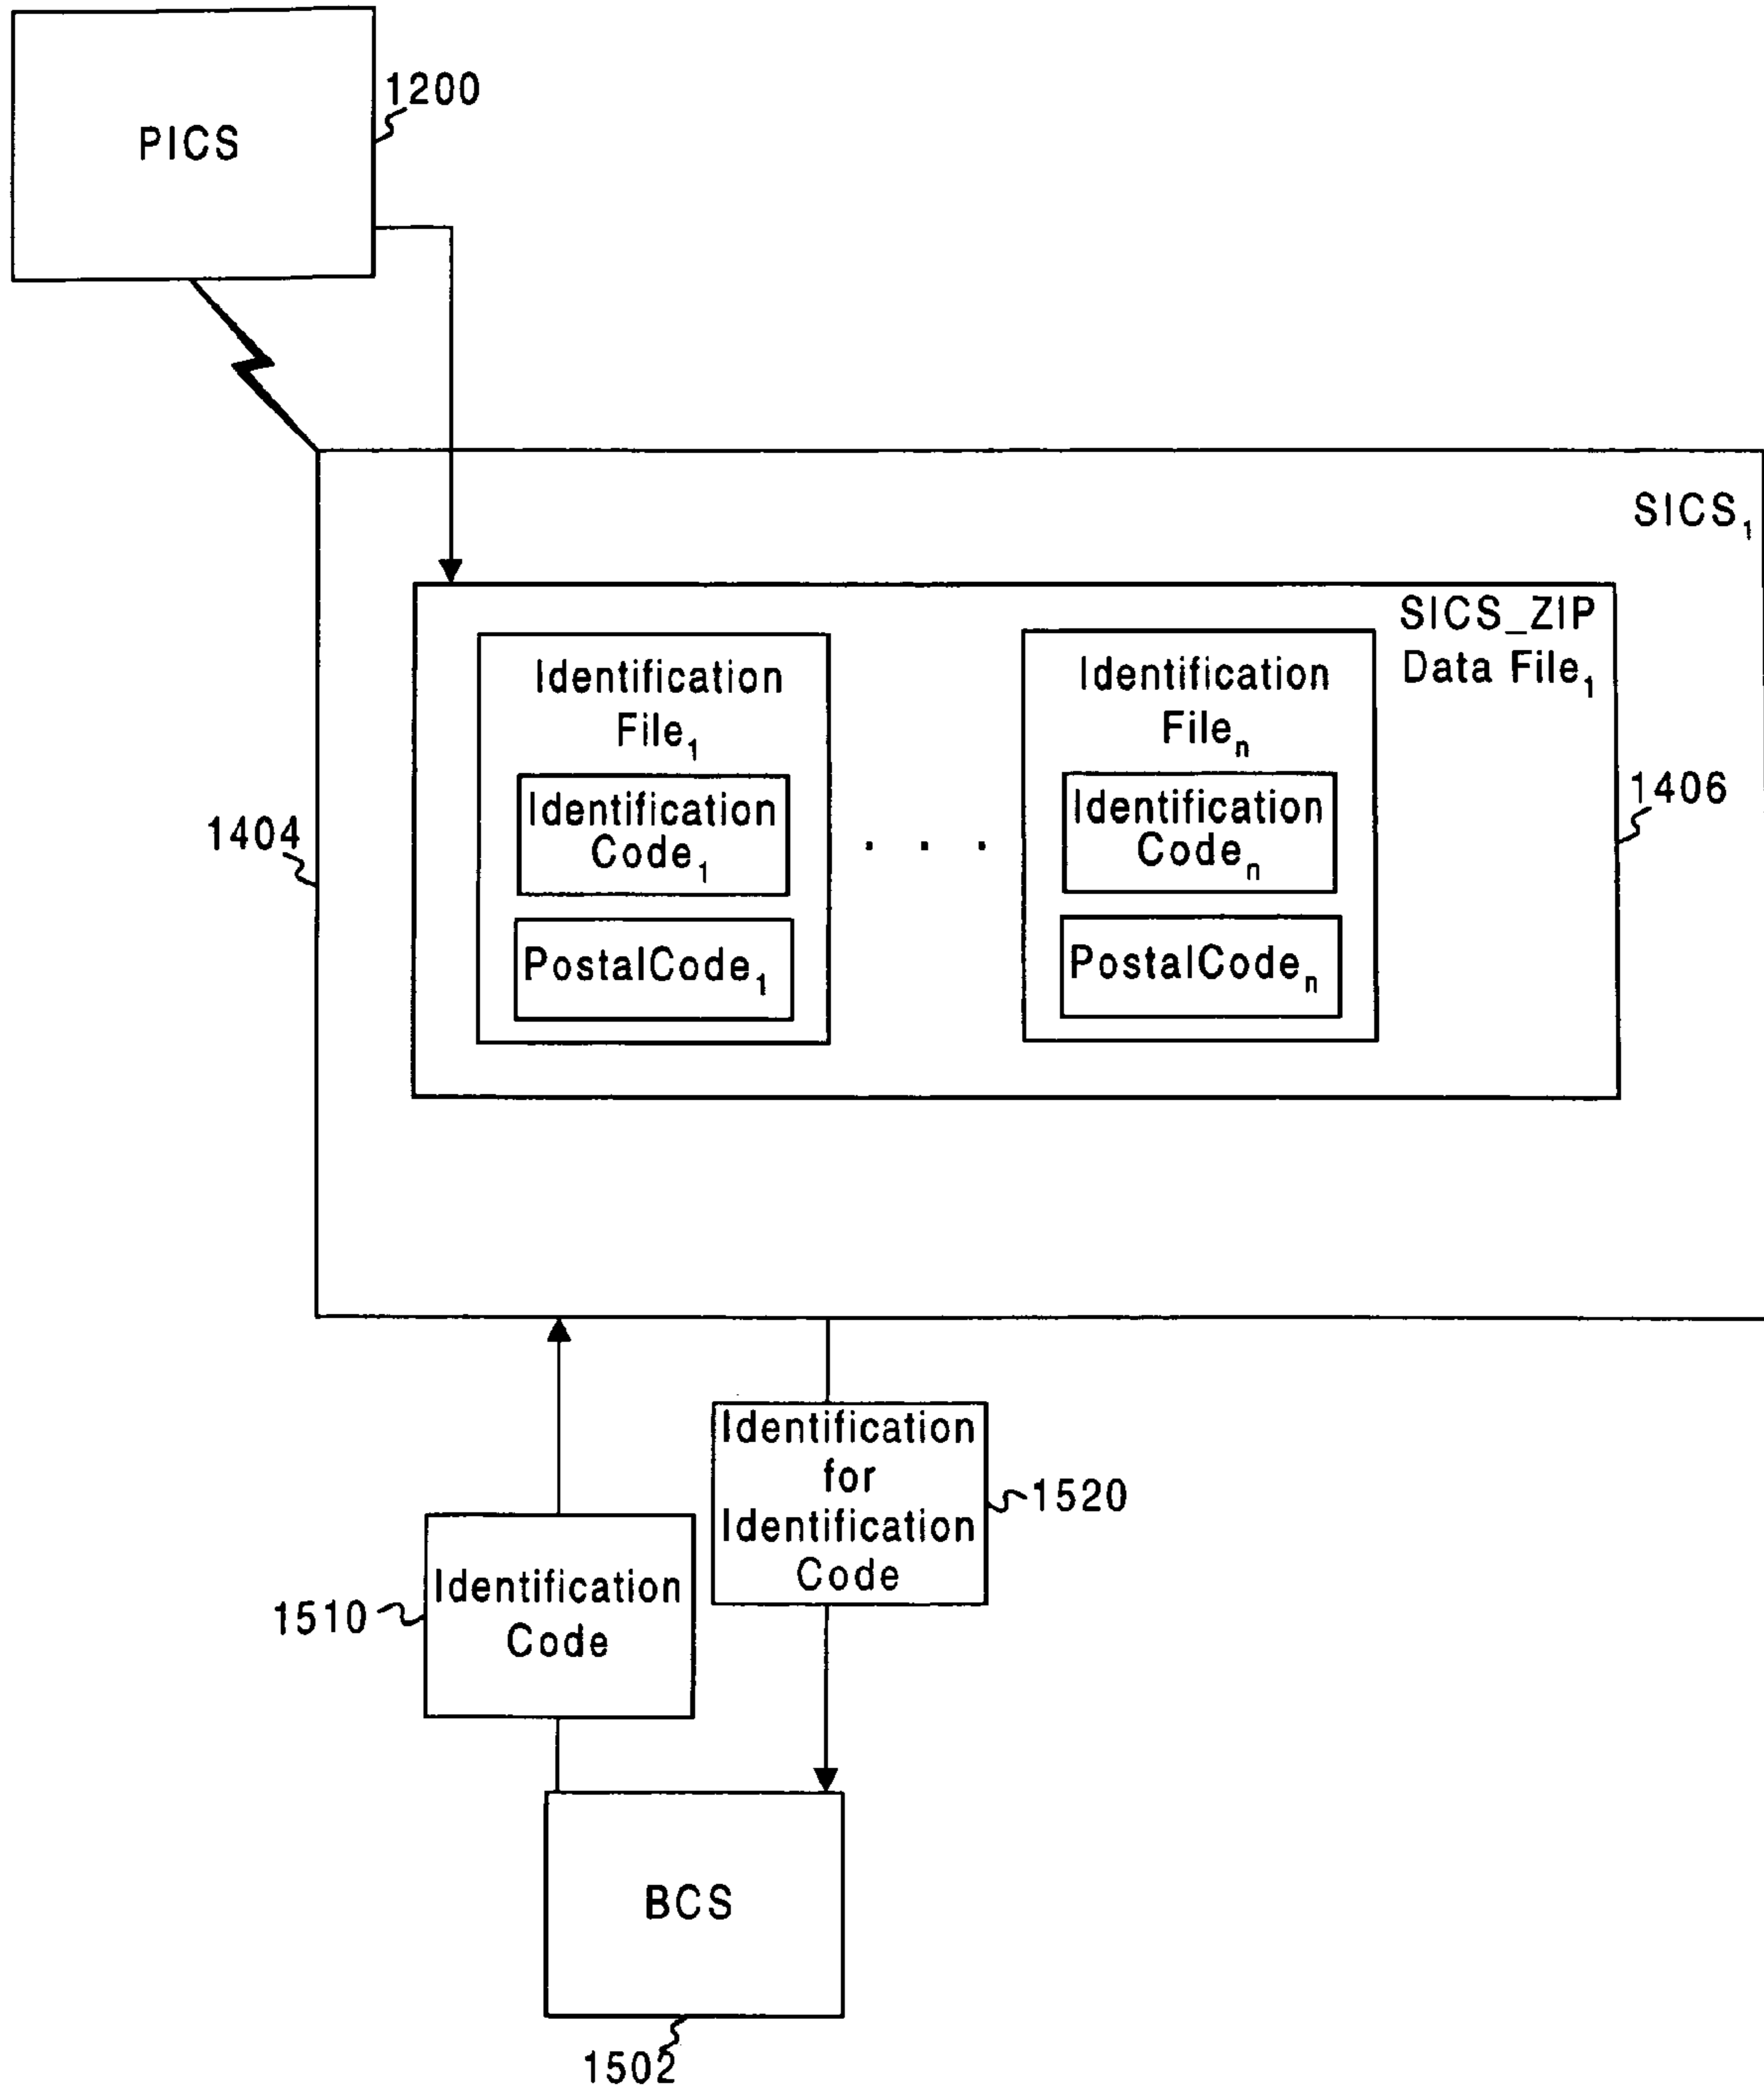 1200
PICS
SICS₁
SICS_ZIP
Data File₁
Identification
File₁
Identification
Code₁
PostalCode₁
. . .
Identification
Fileₙ
Identification
Codeₙ
PostalCodeₙ
1406
1404
Identification
for
Identification
Code
1520
Identification
Code
1510
BCS
1502